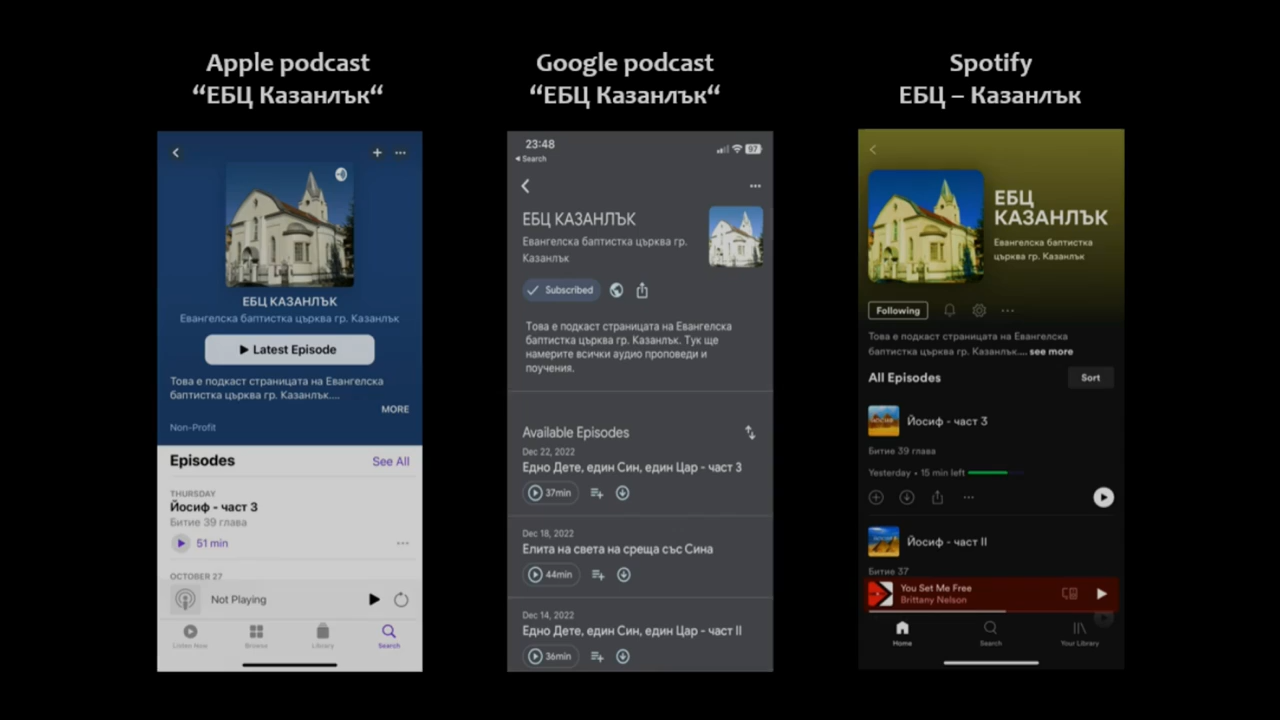 Apple podcast
“ЕБЦ Казанлък“
ЕБЦ КАЗАНЛЪК
Евангелска баптистка църква гр. Казанлък
Latest Episode
Това е подкаст страницата на Евангелска
баптистка църква гр. Казанлък....
MORE
Non-Profit
Episodes
See All
THURSDAY
Йосиф - част 3
Битие 39 глава
51 min
OCTOBER 27
Not Playing
Listen Now
Browse
Library
Search
Google podcast
“ЕБЦ Казанлък“
23:48
97
Search
ЕБЦ КАЗАНЛЪК
Евангелска баптистка църква гр.
Казанлък
Subscribed
Това е подкаст страницата на Евангелска
баптистка църква гр. Казанлък. Тук ще
намерите всички аудио проповеди и
поучения.
Available Episodes
Dec 22, 2022
Едно Дете, един Син, един Цар - част 3
37min
Dec 18, 2022
Елита на света на среща със Сина
44min
Dec 14, 2022
Едно Дете, един Син, един Цар - част II
36min
Spotify
ЕБЦ – Казанлък
ЕБЦ
КАЗАНЛЪК
Евангелска баптистка
църква гр. Казанлък
Following
Това е подкаст страницата на Евангелска
баптистка църква гр. Казанлък.... see more
All Episodes
Sort
Йосиф - част 3
Битие 39 глава
Yesterday • 15 min left
Йосиф - част II
Битие 37
You Set Me Free
Brittany Nelson
Home
Search
Your Library